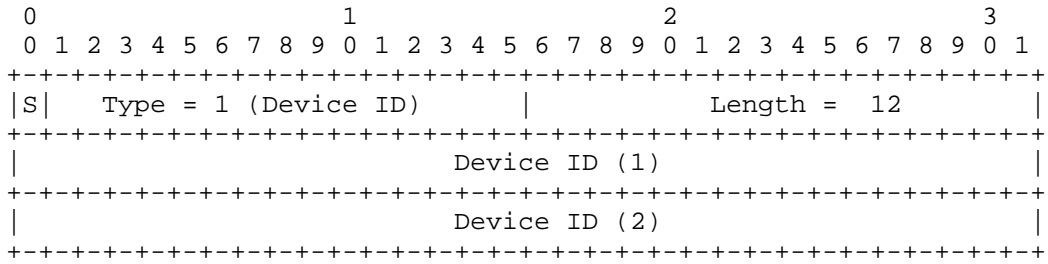 0                   1                   2                   3
 0 1 2 3 4 5 6 7 8 9 0 1 2 3 4 5 6 7 8 9 0 1 2 3 4 5 6 7 8 9 0 1
+-+-+-+-+-+-+-+-+-+-+-+-+-+-+-+-+-+-+-+-+-+-+-+-+-+-+-+-+-+-+-+-+
|S|   Type = 1 (Device ID)      |           Length =  12        |
+-+-+-+-+-+-+-+-+-+-+-+-+-+-+-+-+-+-+-+-+-+-+-+-+-+-+-+-+-+-+-+-+
|                           Device ID (1)                       |
+-+-+-+-+-+-+-+-+-+-+-+-+-+-+-+-+-+-+-+-+-+-+-+-+-+-+-+-+-+-+-+-+
|                           Device ID (2)                       |
+-+-+-+-+-+-+-+-+-+-+-+-+-+-+-+-+-+-+-+-+-+-+-+-+-+-+-+-+-+-+-+-+